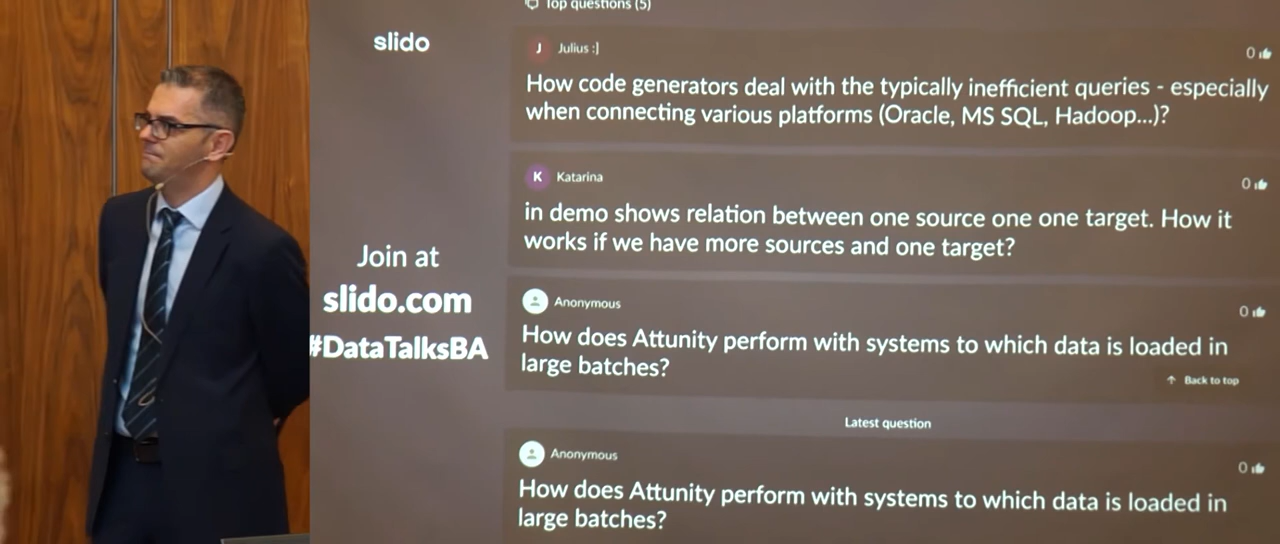 Top questions (5)
slido
J Julius :]
0
How code generators deal with the typically inefficient queries - especially
when connecting various platforms (Oracle, MS SQL, Hadoop...)?
K Katarina
0
in demo shows relation between one source one one target. How it
works if we have more sources and one target?
Join at
slido.com
#DataTalksBA
Anonymous
0
How does Attunity perform with systems to which data is loaded in
large batches?
↑ Back to top
Latest question
Anonymous
0
How does Attunity perform with systems to which data is loaded in
large batches?